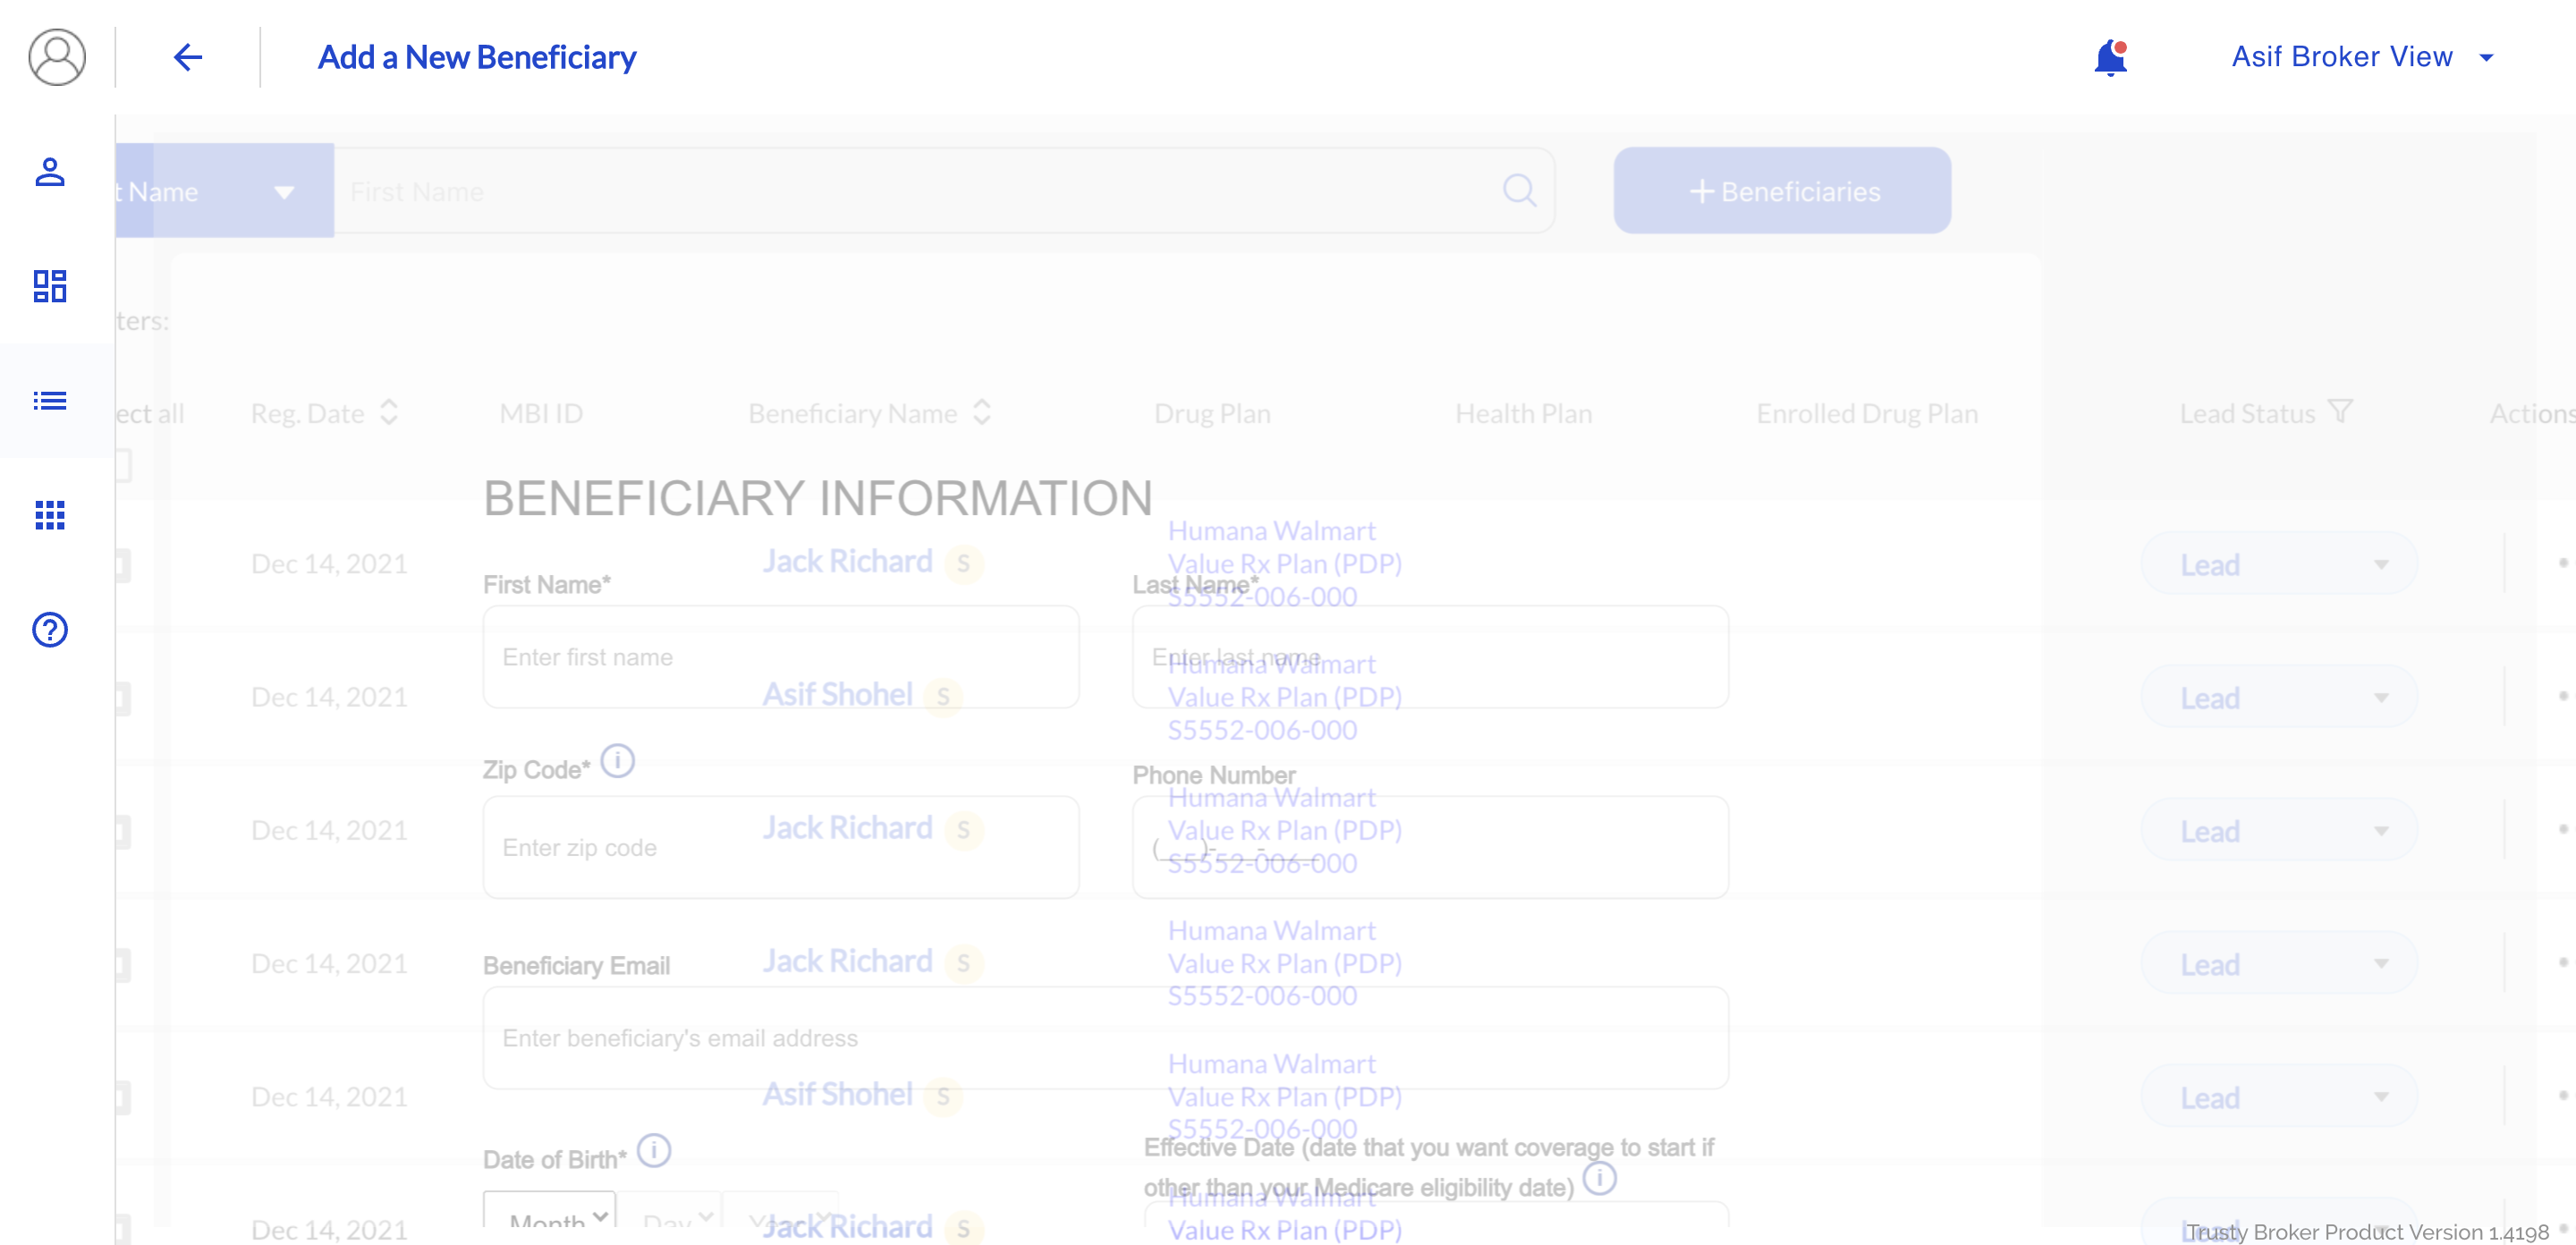 Add a New Beneficiary
Asif Broker View
t Name
First Name
+ Beneficiaries
ters:
ect all
Reg. Date
MBI ID
Beneficiary Name
Drug Plan
Health Plan
Enrolled Drug Plan
Lead Status
Actions
BENEFICIARY INFORMATION
Humana Walmart
Dec 14, 2021
Jack Richard S
Value Rx Plan (PDP)
Lead
First Name*
Last Name*
S5552-006-000
Enter first name
Enter last name
Humana Walmart
Dec 14, 2021
Asif Shohel S
Value Rx Plan (PDP)
Lead
S5552-006-000
Zip Code*
Phone Number
Humana Walmart
Dec 14, 2021
Jack Richard S
Value Rx Plan (PDP)
Lead
Enter zip code
(___)-___-____
S5552-006-000
Humana Walmart
Dec 14, 2021
Jack Richard S
Value Rx Plan (PDP)
Lead
Beneficiary Email
S5552-006-000
Enter beneficiary's email address
Humana Walmart
Dec 14, 2021
Asif Shohel S
Value Rx Plan (PDP)
Lead
S5552-006-000
Date of Birth*
Effective Date (date that you want coverage to start if
other than your Medicare eligibility date)
Humana Walmart
Month
Day
Year
Dec 14, 2021
Jack Richard S
Value Rx Plan (PDP)
Lead
Trusty Broker Product Version 1.4198